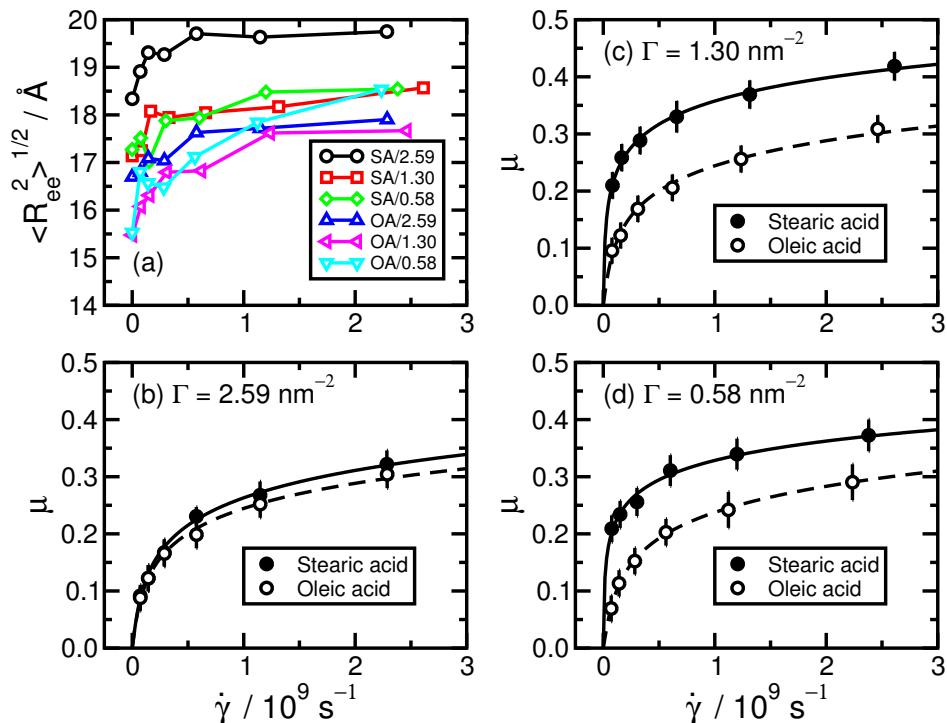 <R_ee^2>^1/2 / Å
20
19
18
17
16
15
14
(a)
SA/2.59
SA/1.30
SA/0.58
OA/2.59
OA/1.30
OA/0.58
0 1 2 3
μ
0.5
0.4
0.3
0.2
0.1
0.0
(c) Γ = 1.30 nm⁻²
Stearic acid
Oleic acid
0 1 2 3
μ
0.5
0.4
0.3
0.2
0.1
0.0
(b) Γ = 2.59 nm⁻²
Stearic acid
Oleic acid
0 1 2 3
γ̇ / 10⁹ s⁻¹
μ
0.5
0.4
0.3
0.2
0.1
0.0
(d) Γ = 0.58 nm⁻²
Stearic acid
Oleic acid
0 1 2 3
γ̇ / 10⁹ s⁻¹